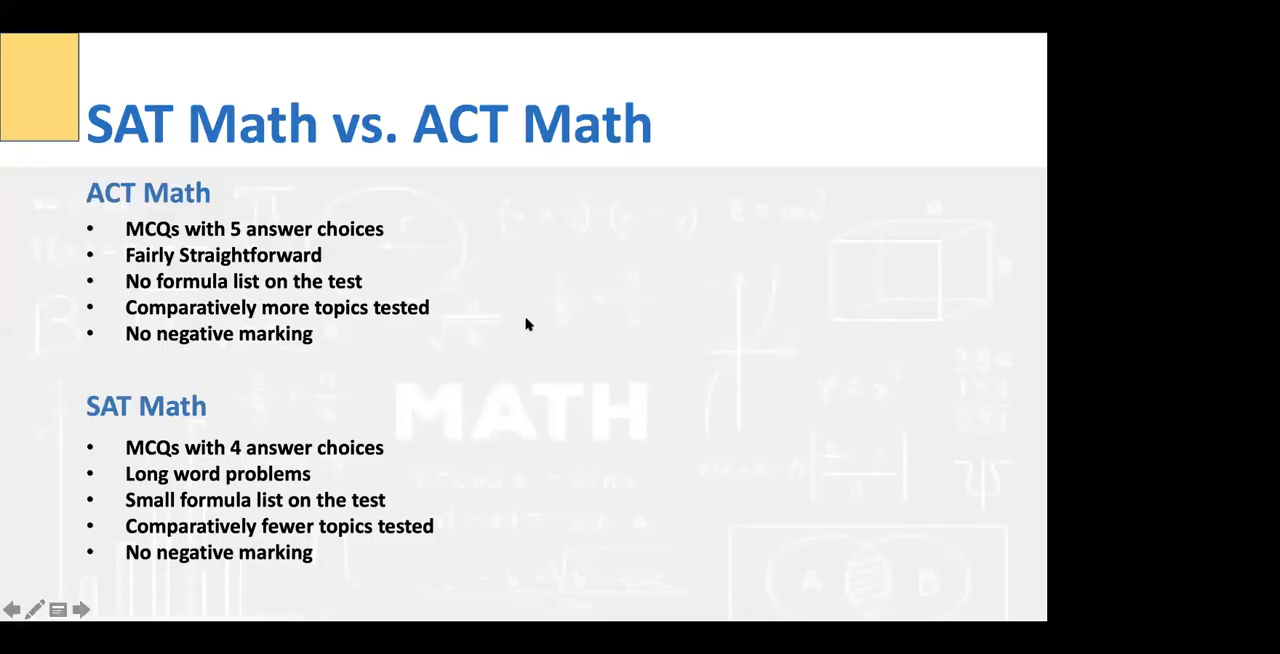 SAT Math vs. ACT Math
ACT Math
• MCQs with 5 answer choices
• Fairly Straightforward
• No formula list on the test
• Comparatively more topics tested
• No negative marking
MATH
SAT Math
• MCQs with 4 answer choices
• Long word problems
• Small formula list on the test
• Comparatively fewer topics tested
• No negative marking
A B